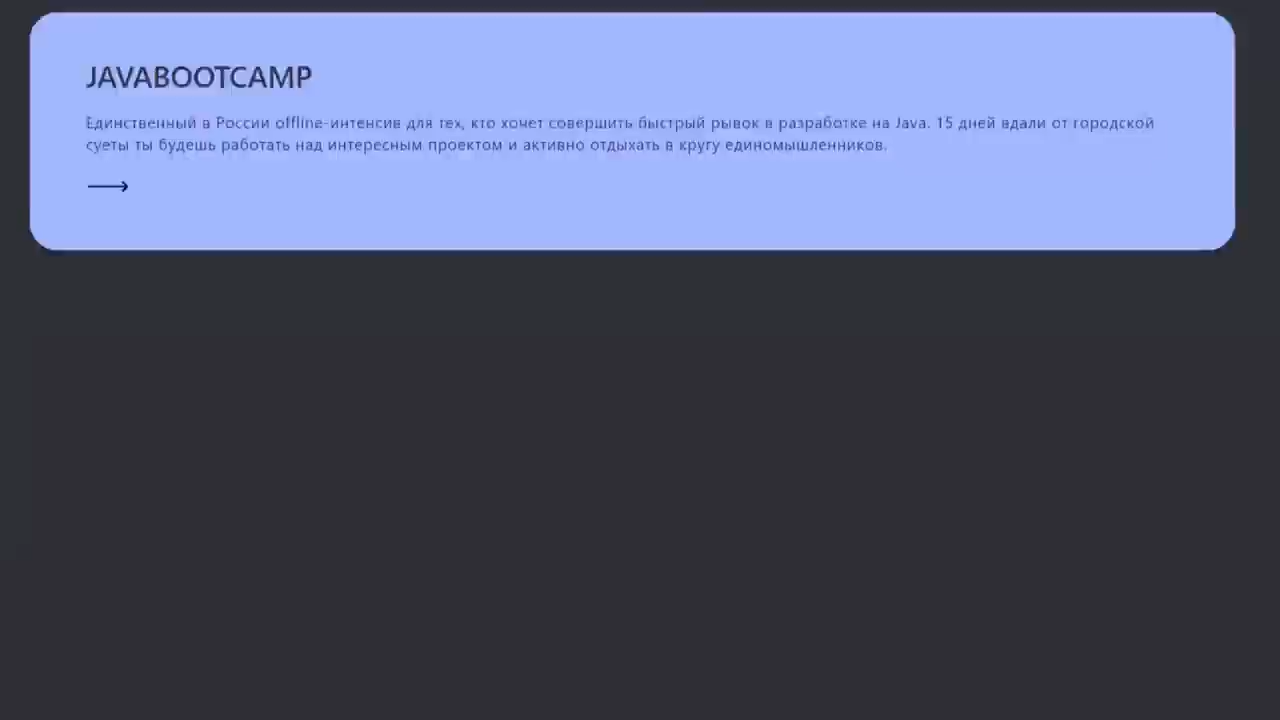 JAVABOOTCAMP
Единственный в России offline-интенсив для тех, кто хочет совершить быстрый рывок в разработке на Java. 15 дней вдали от городской
суеты ты будешь работать над интересным проектом и активно отдыхать в кругу единомышленников.